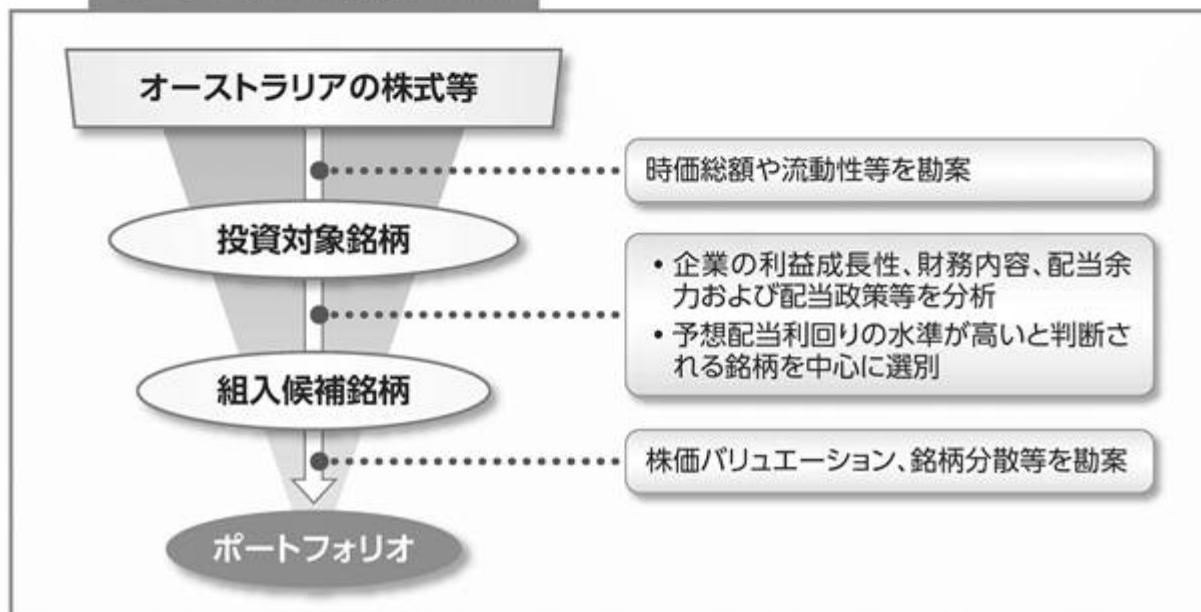 オーストラリアの株式等
時価総額や流動性等を勘案
投資対象銘柄
• 企業の利益成長性、財務内容、配当余
力および配当政策等を分析
• 予想配当利回りの水準が高いと判断さ
れる銘柄を中心に選別
組入候補銘柄
株価バリュエーション、銘柄分散等を勘案
ポートフォリオ